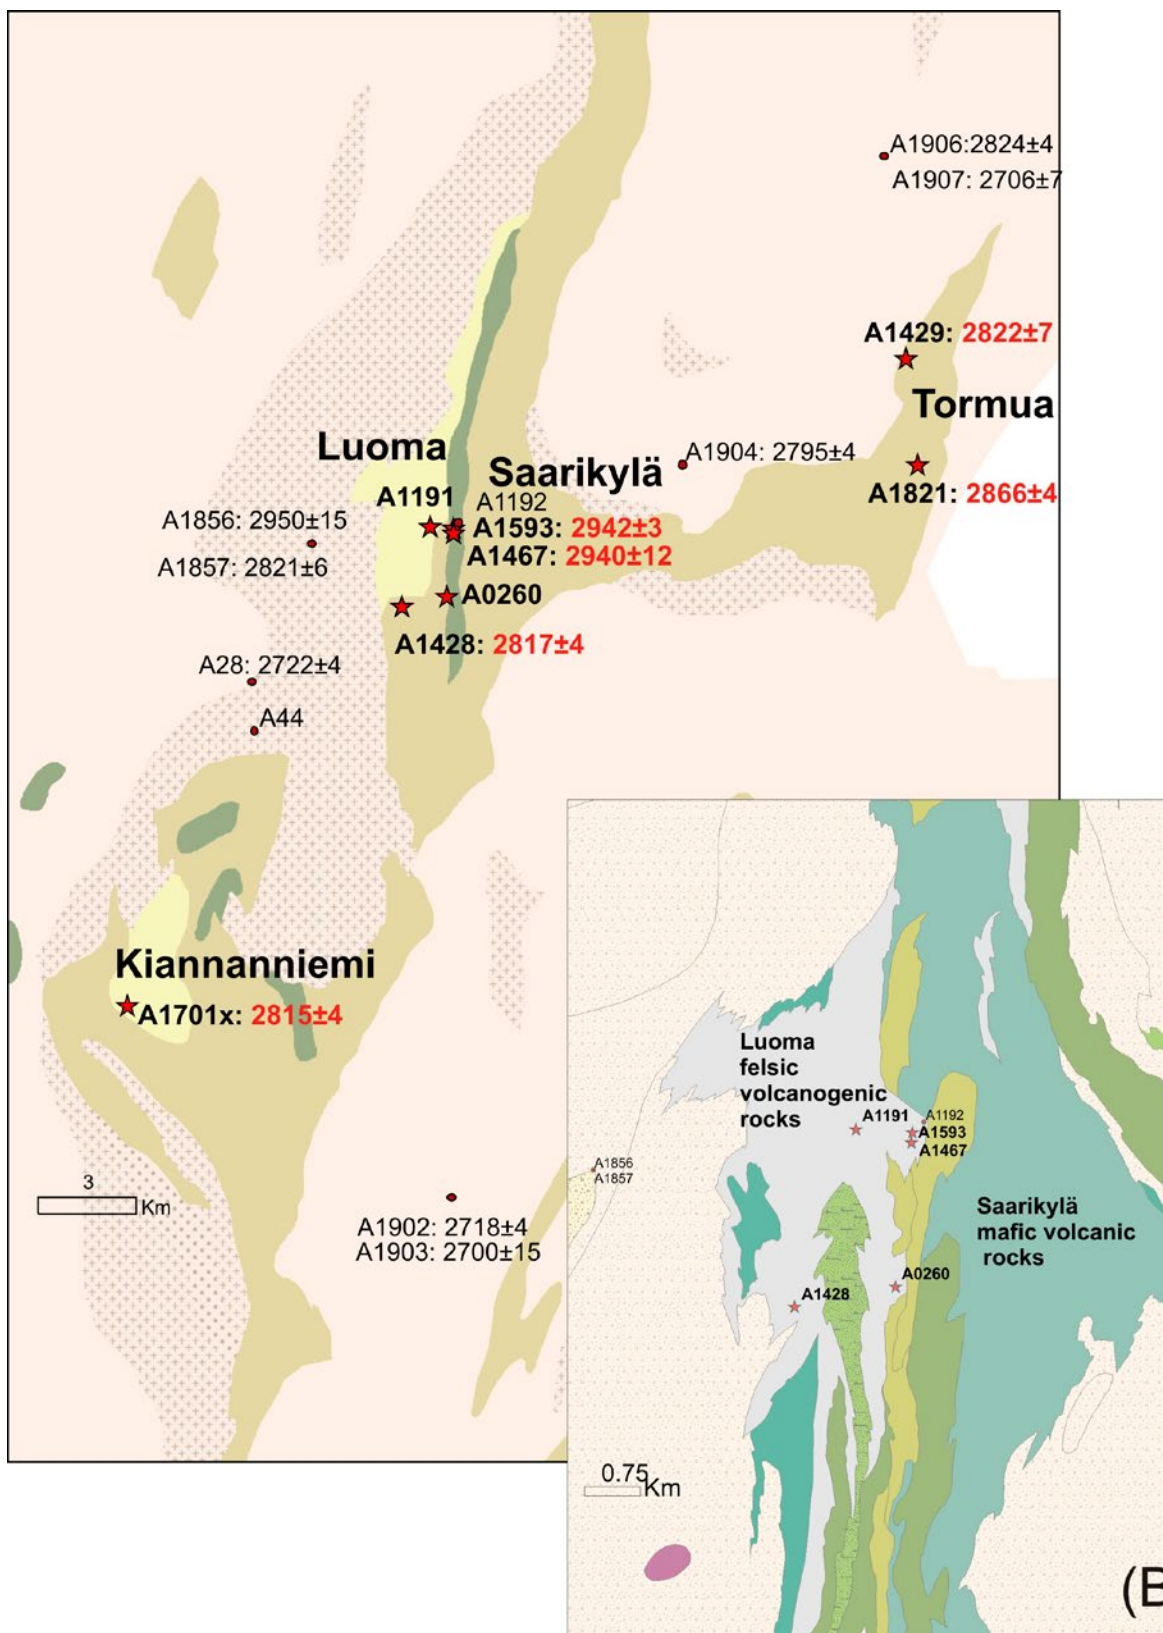 A1906:2824±4
A1907: 2706±7
A1429: 2822±7
Tormua
Luoma
A1904: 2795±4
Saarikylä
A1821: 2866±4
A1191
A1192
A1856: 2950±15
A1593: 2942±3
A1467: 2940±12
A1857: 2821±6
A0260
A1428: 2817±4
A28: 2722±4
A44
Kiannanniemi
A1701x: 2815±4
3
Km
A1902: 2718±4
A1903: 2700±15
Luoma
felsic
volcanogenic
rocks
A1191
A1192
A1593
A1467
A1856
A1857
Saarikylä
mafic volcanic
rocks
A0260
A1428
0.75
Km
(B